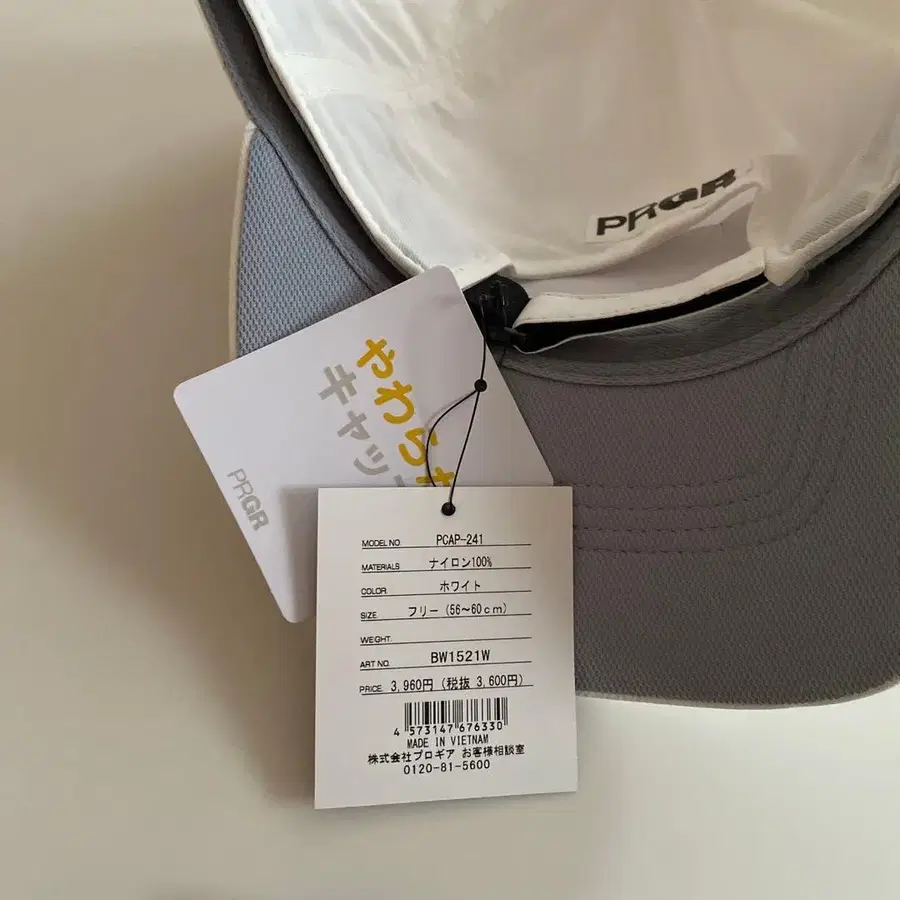 PRGR
やわらか
キャッ
PRGR
MODEL NO. PCAP-241
MATERIALS ナイロン100%
COLOR ホワイト
SIZE. フリー (56～60cm)
WEGHT.
ART NO. BW1521W
PRICE. 3,960円 (税抜 3,600円)
4 573147 676330
MADE IN VIETNAM
株式会社プロギア お客様相談室
0120-81-5600